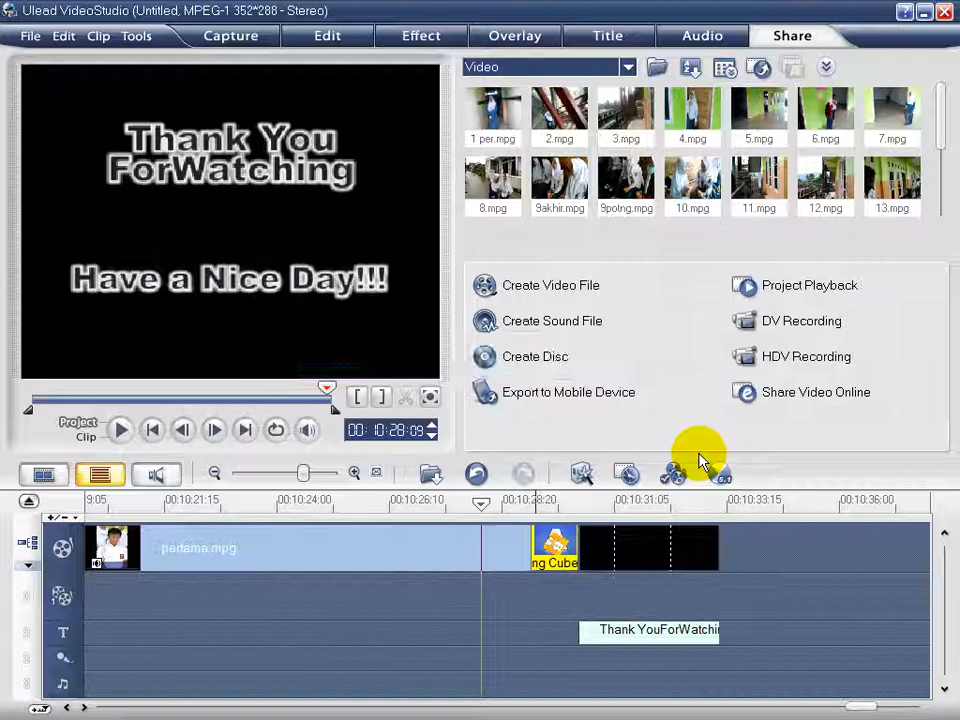 Ulead VideoStudio (Untitled, MPEG-1 352*288 - Stereo)
File Edit Clip Tools Capture Edit Effect Overlay Title Audio Share
Thank You
ForWatching
Have a Nice Day!!!
Video
1 per.mpg 2.mpg 3.mpg 4.mpg 5.mpg 6.mpg 7.mpg
8.mpg 9akhir.mpg 9potng.mpg 10.mpg 11.mpg 12.mpg 13.mpg
Create Video File
Project Playback
Create Sound File
DV Recording
Create Disc
HDV Recording
Export to Mobile Device
Share Video Online
Project
Clip
00:10:28:09
9:05 00:10:21:15 00:10:24:00 00:10:26:10 00:10:28:20 00:10:31:05 00:10:33:15 00:10:36:00
pertama.mpg
ng Cube
Thank YouForWatchin